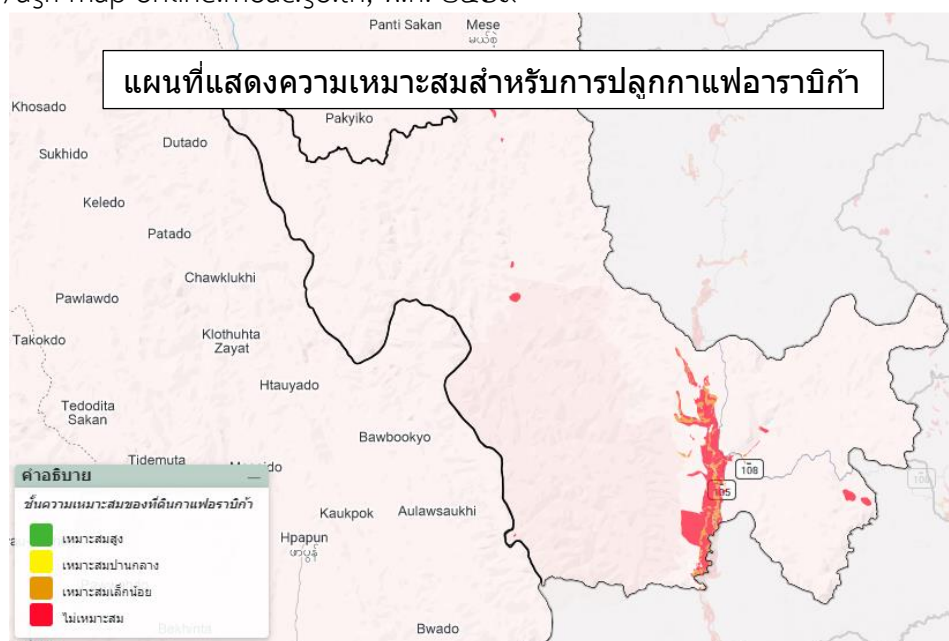 Panti Sakan
Mese
မယ်စဲ့
แผนที่แสดงความเหมาะสมสำหรับการปลูกกาแฟอาราบิก้า
Khosado
Pakyiko
Dutado
Sukhido
Keledo
Patado
Chawklukhi
Pawlawdo
Takokdo
Klothuhta
Zayat
Htauyado
Tedodita
Sakan
Bawbookyo
Tidemuta
คำอธิบาย
ชั้นความเหมาะสมของที่ดินกาแฟอราบิก้า
เหมาะสมสูง
เหมาะสมปานกลาง
เหมาะสมเล็กน้อย
ไม่เหมาะสม
108
105
108
Kaukpok
Aulawsaukhi
Hpapun
ဖာပွန်
Bwado